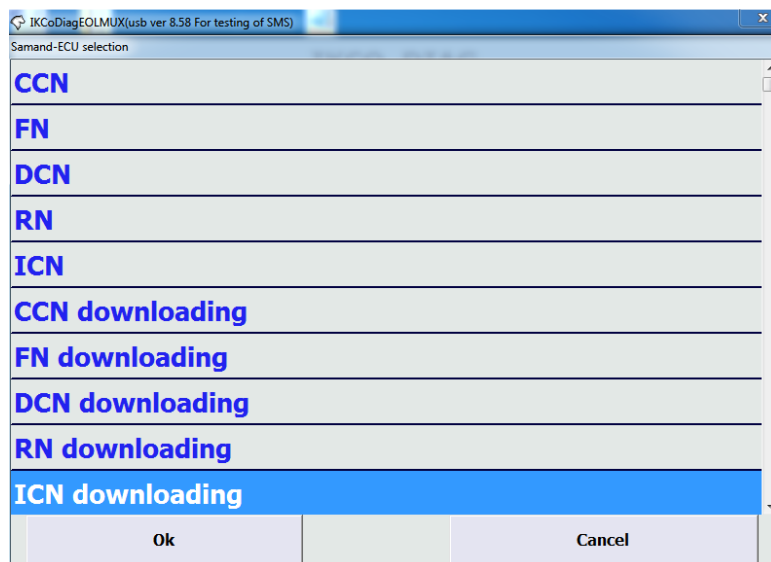 IKCoDiagEOLMUX(usb ver 8.58 For testing of SMS)
Samand-ECU selection
CCN
FN
DCN
RN
ICN
CCN downloading
FN downloading
DCN downloading
RN downloading
ICN downloading
Ok Cancel